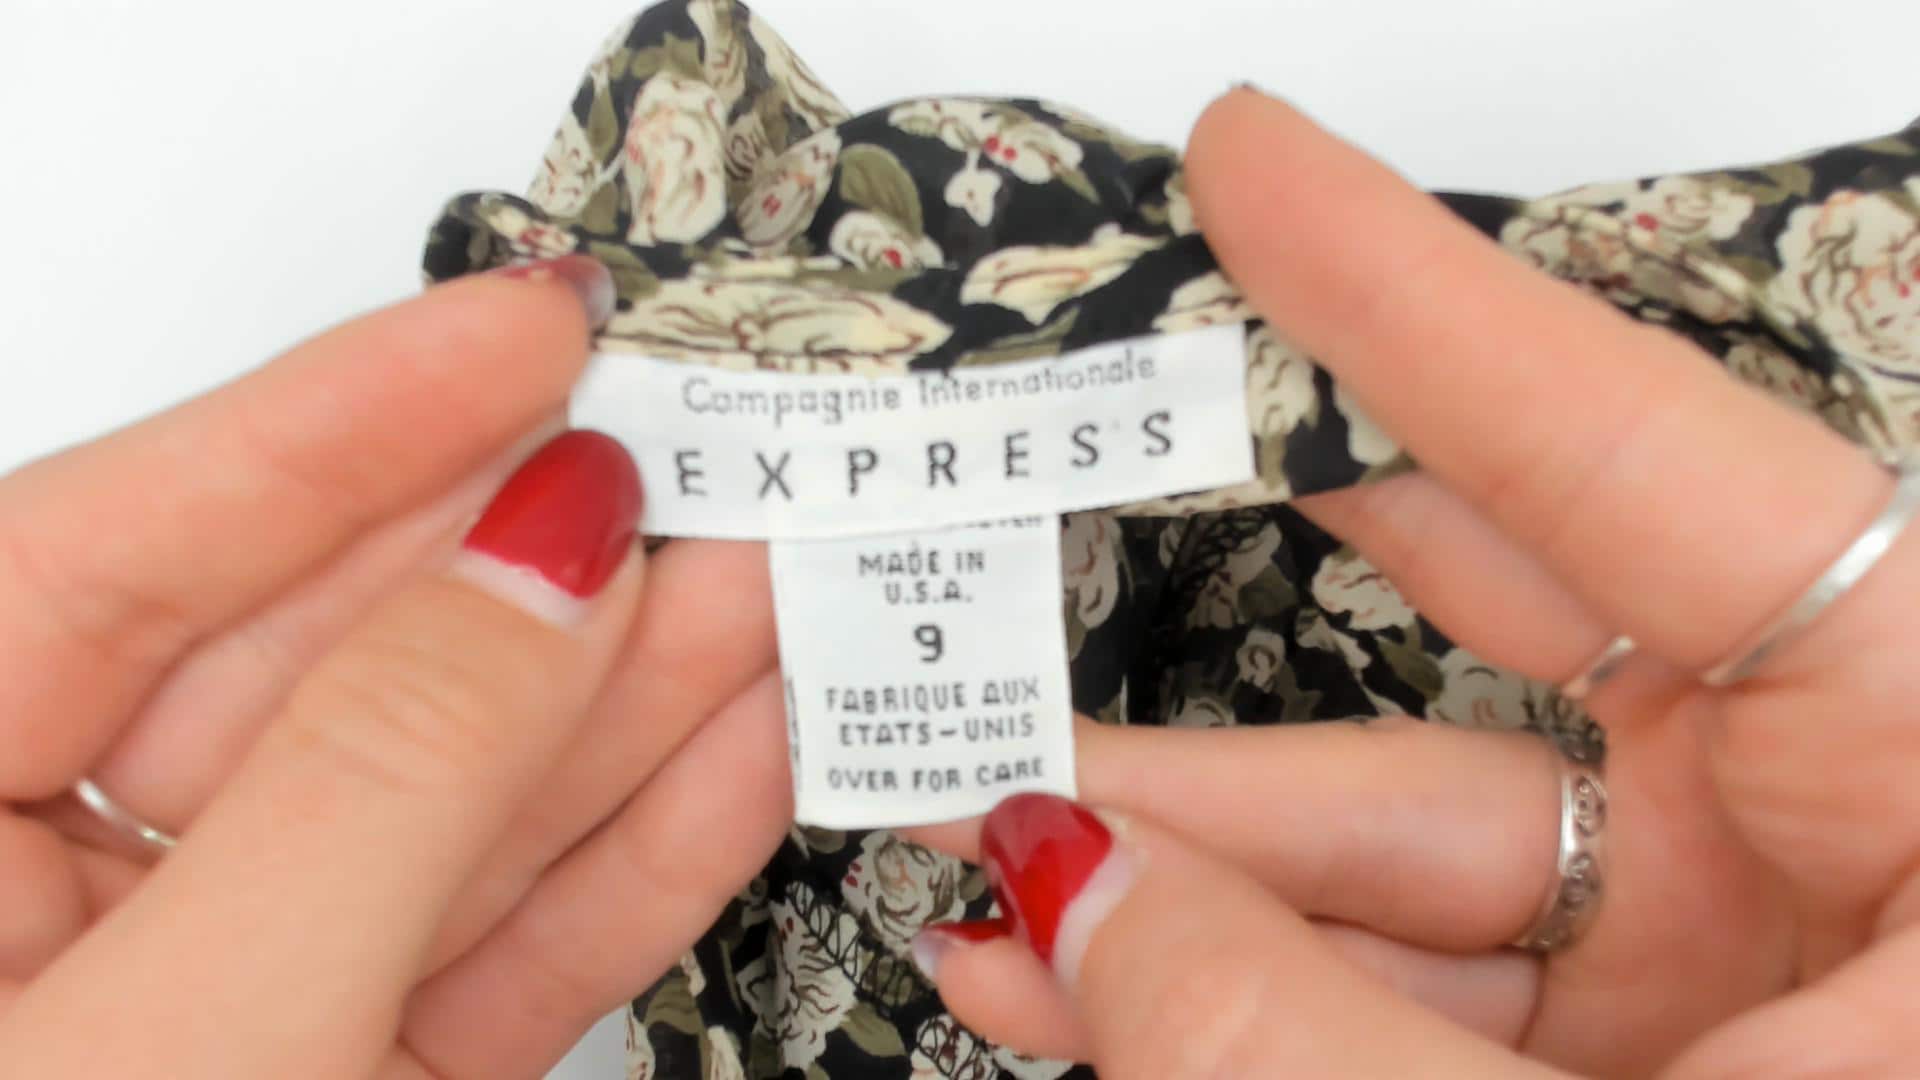 Compagnie Internationale
EXPRESS
MADE IN
U.S.A.
9
FABRIQUE AUX
ETATS-UNIS
OVER FOR CARE